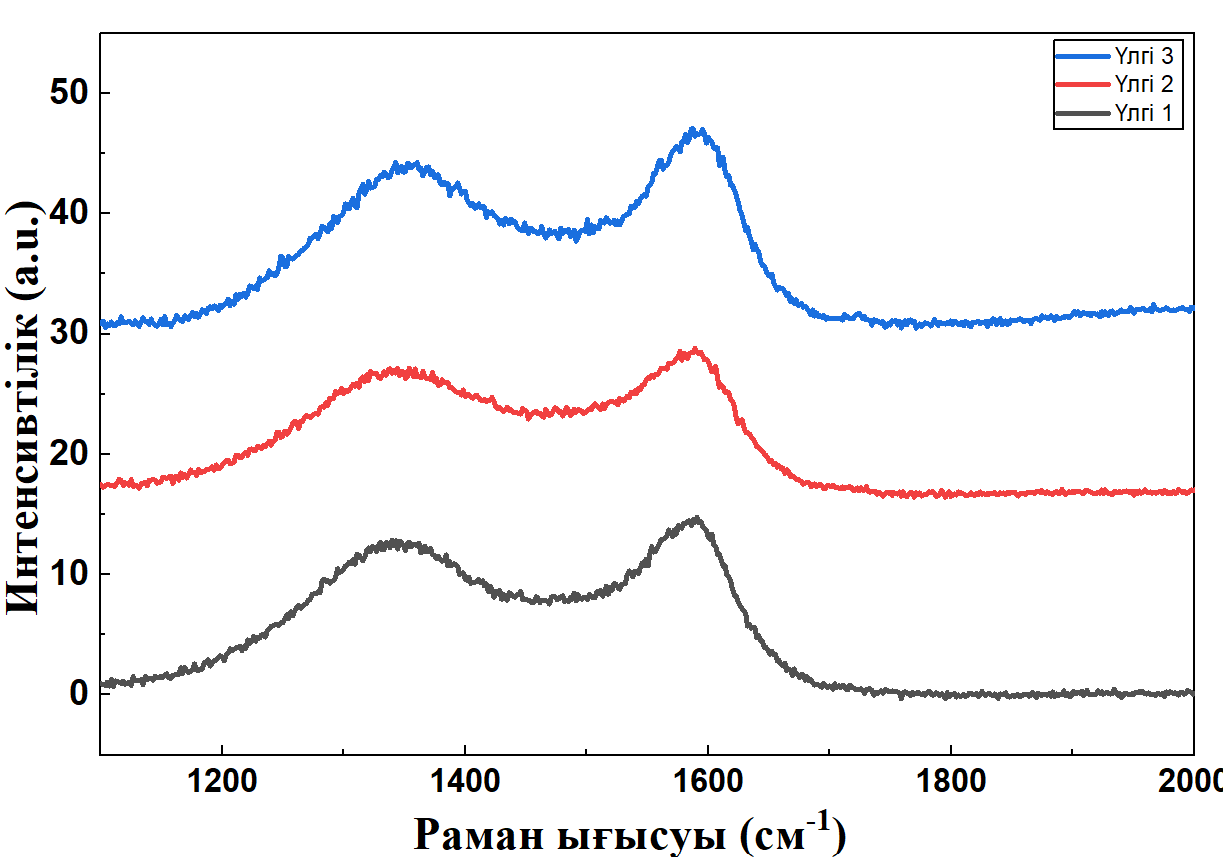 Үлгі 3
Үлгі 2
Үлгі 1
50
40
30
20
10
0
Интенсивтілік (a.u.)
1200 1400 1600 1800 2000
Раман ығысуы (см⁻¹)